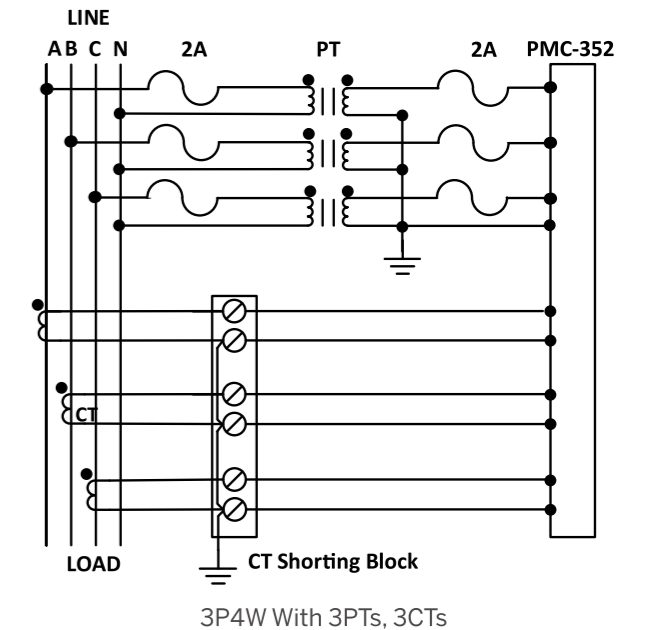 LINE
A B C N 2A PT 2A PMC-352
CT
LOAD
CT Shorting Block
3P4W With 3PTs, 3CTs